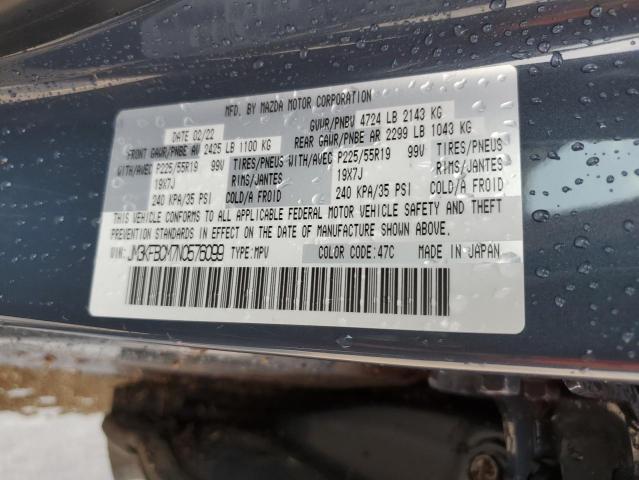 MFD. BY MAZDA MOTOR CORPORATION
DATE 02/22 GVWR/PNBV 4724 LB 2143 KG
FRONT GAWR/PNBE AV 2425 LB 1100 KG REAR GAWR/PNBE AR 2299 LB 1043 KG
WITH/AVEC P225/55R19 99V TIRES/PNEUS WITH/AVEC P225/55R19 99V TIRES/PNEUS
19X7J RIMS/JANTES 19X7J RIMS/JANTES
240 KPA/35 PSI COLD/A FROID 240 KPA/35 PSI COLD/A FROID
THIS VEHICLE CONFORMS TO ALL APPLICABLE FEDERAL MOTOR VEHICLE SAFETY AND THEFT
PREVENTION STANDARDS IN EFFECT ON THE DATE OF MANUFACTURE SHOWN ABOVE.
VIN: JM3KFBCM7N0576099 TYPE:MPV COLOR CODE:47C MADE IN JAPAN